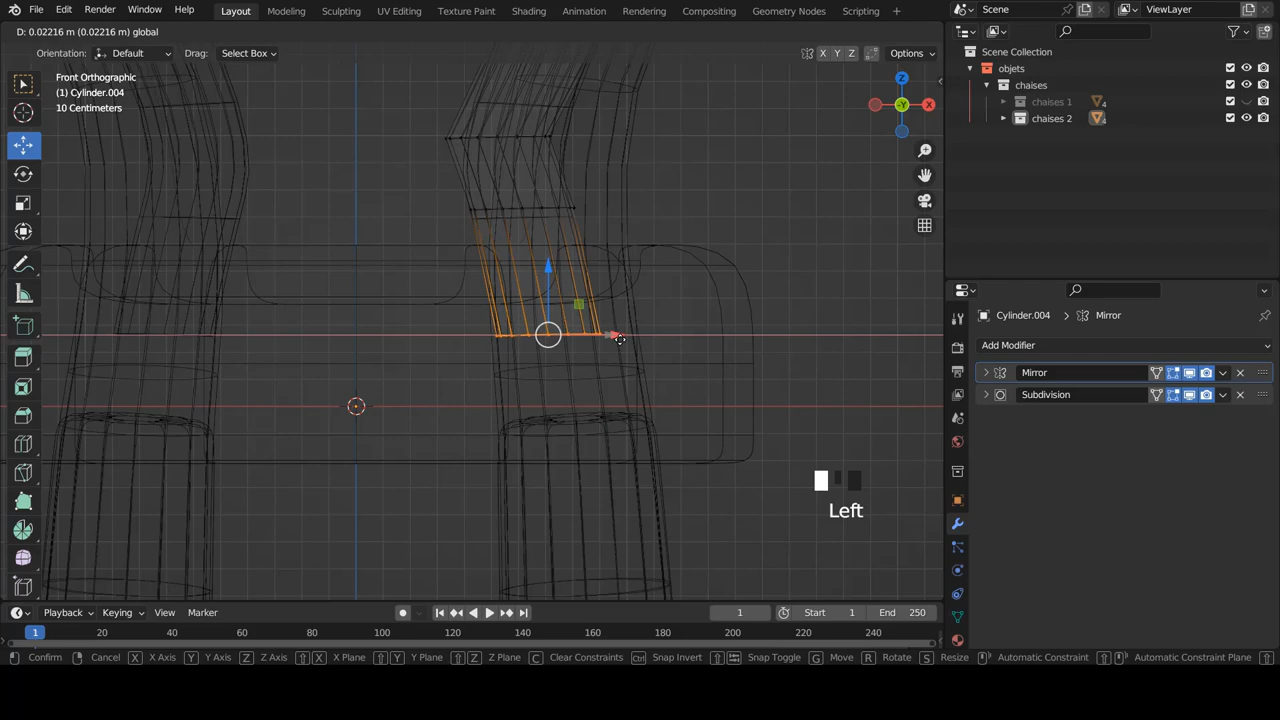 File Edit Render Window Help Layout Modeling Sculpting UV Editing Texture Paint Shading Animation Rendering Compositing Geometry Nodes Scripting Scene ViewLayer
D: 0.02216 m (0.02216 m) global
Orientation: Default Drag: Select Box X Y Z Options
Front Orthographic
(1) Cylinder.004
10 Centimeters
Z
X
-Y
Scene Collection
objets
chaises
chaises 1 4
chaises 2 4
Cylinder.004 Mirror
Add Modifier
Mirror
Subdivision
Left
Playback Keying View Marker 1 Start 1 End 250
1 20 40 60 80 100 120 140 160 180 200 220 240
Confirm Cancel X X Axis Y Y Axis Z Z Axis X X Plane Y Y Plane Z Z Plane C Clear Constraints Ctrl Snap Invert Snap Toggle G Move R Rotate S Resize Automatic Constraint Automatic Constraint Plane